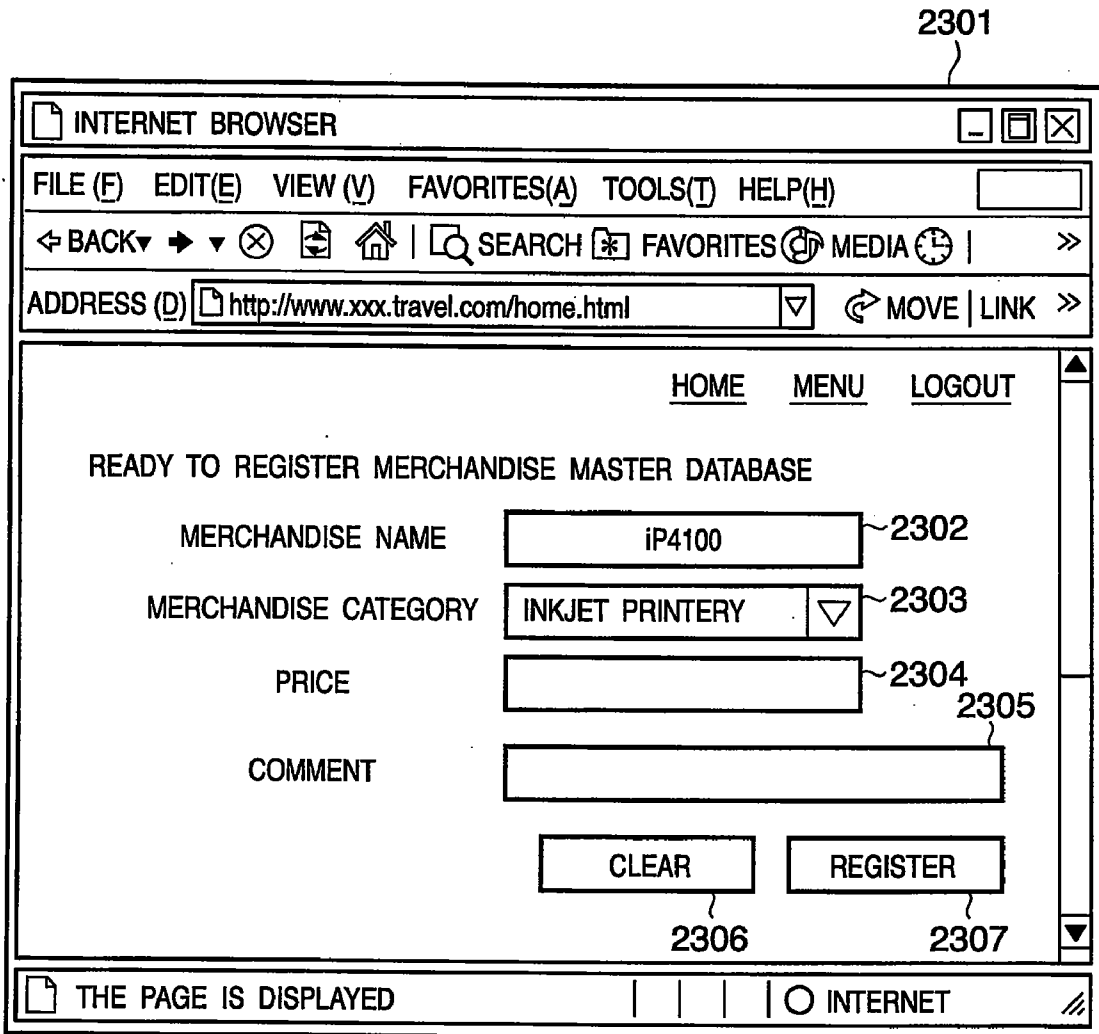 2301
INTERNET BROWSER
FILE (F) EDIT(E) VIEW (V) FAVORITES(A) TOOLS(T) HELP(H)
BACK SEARCH FAVORITES MEDIA
ADDRESS (D) http://www.xxx.travel.com/home.html MOVE LINK
HOME MENU LOGOUT
READY TO REGISTER MERCHANDISE MASTER DATABASE
MERCHANDISE NAME iP4100 2302
MERCHANDISE CATEGORY INKJET PRINTERY 2303
PRICE 2304
2305
COMMENT
CLEAR REGISTER
2306 2307
THE PAGE IS DISPLAYED INTERNET